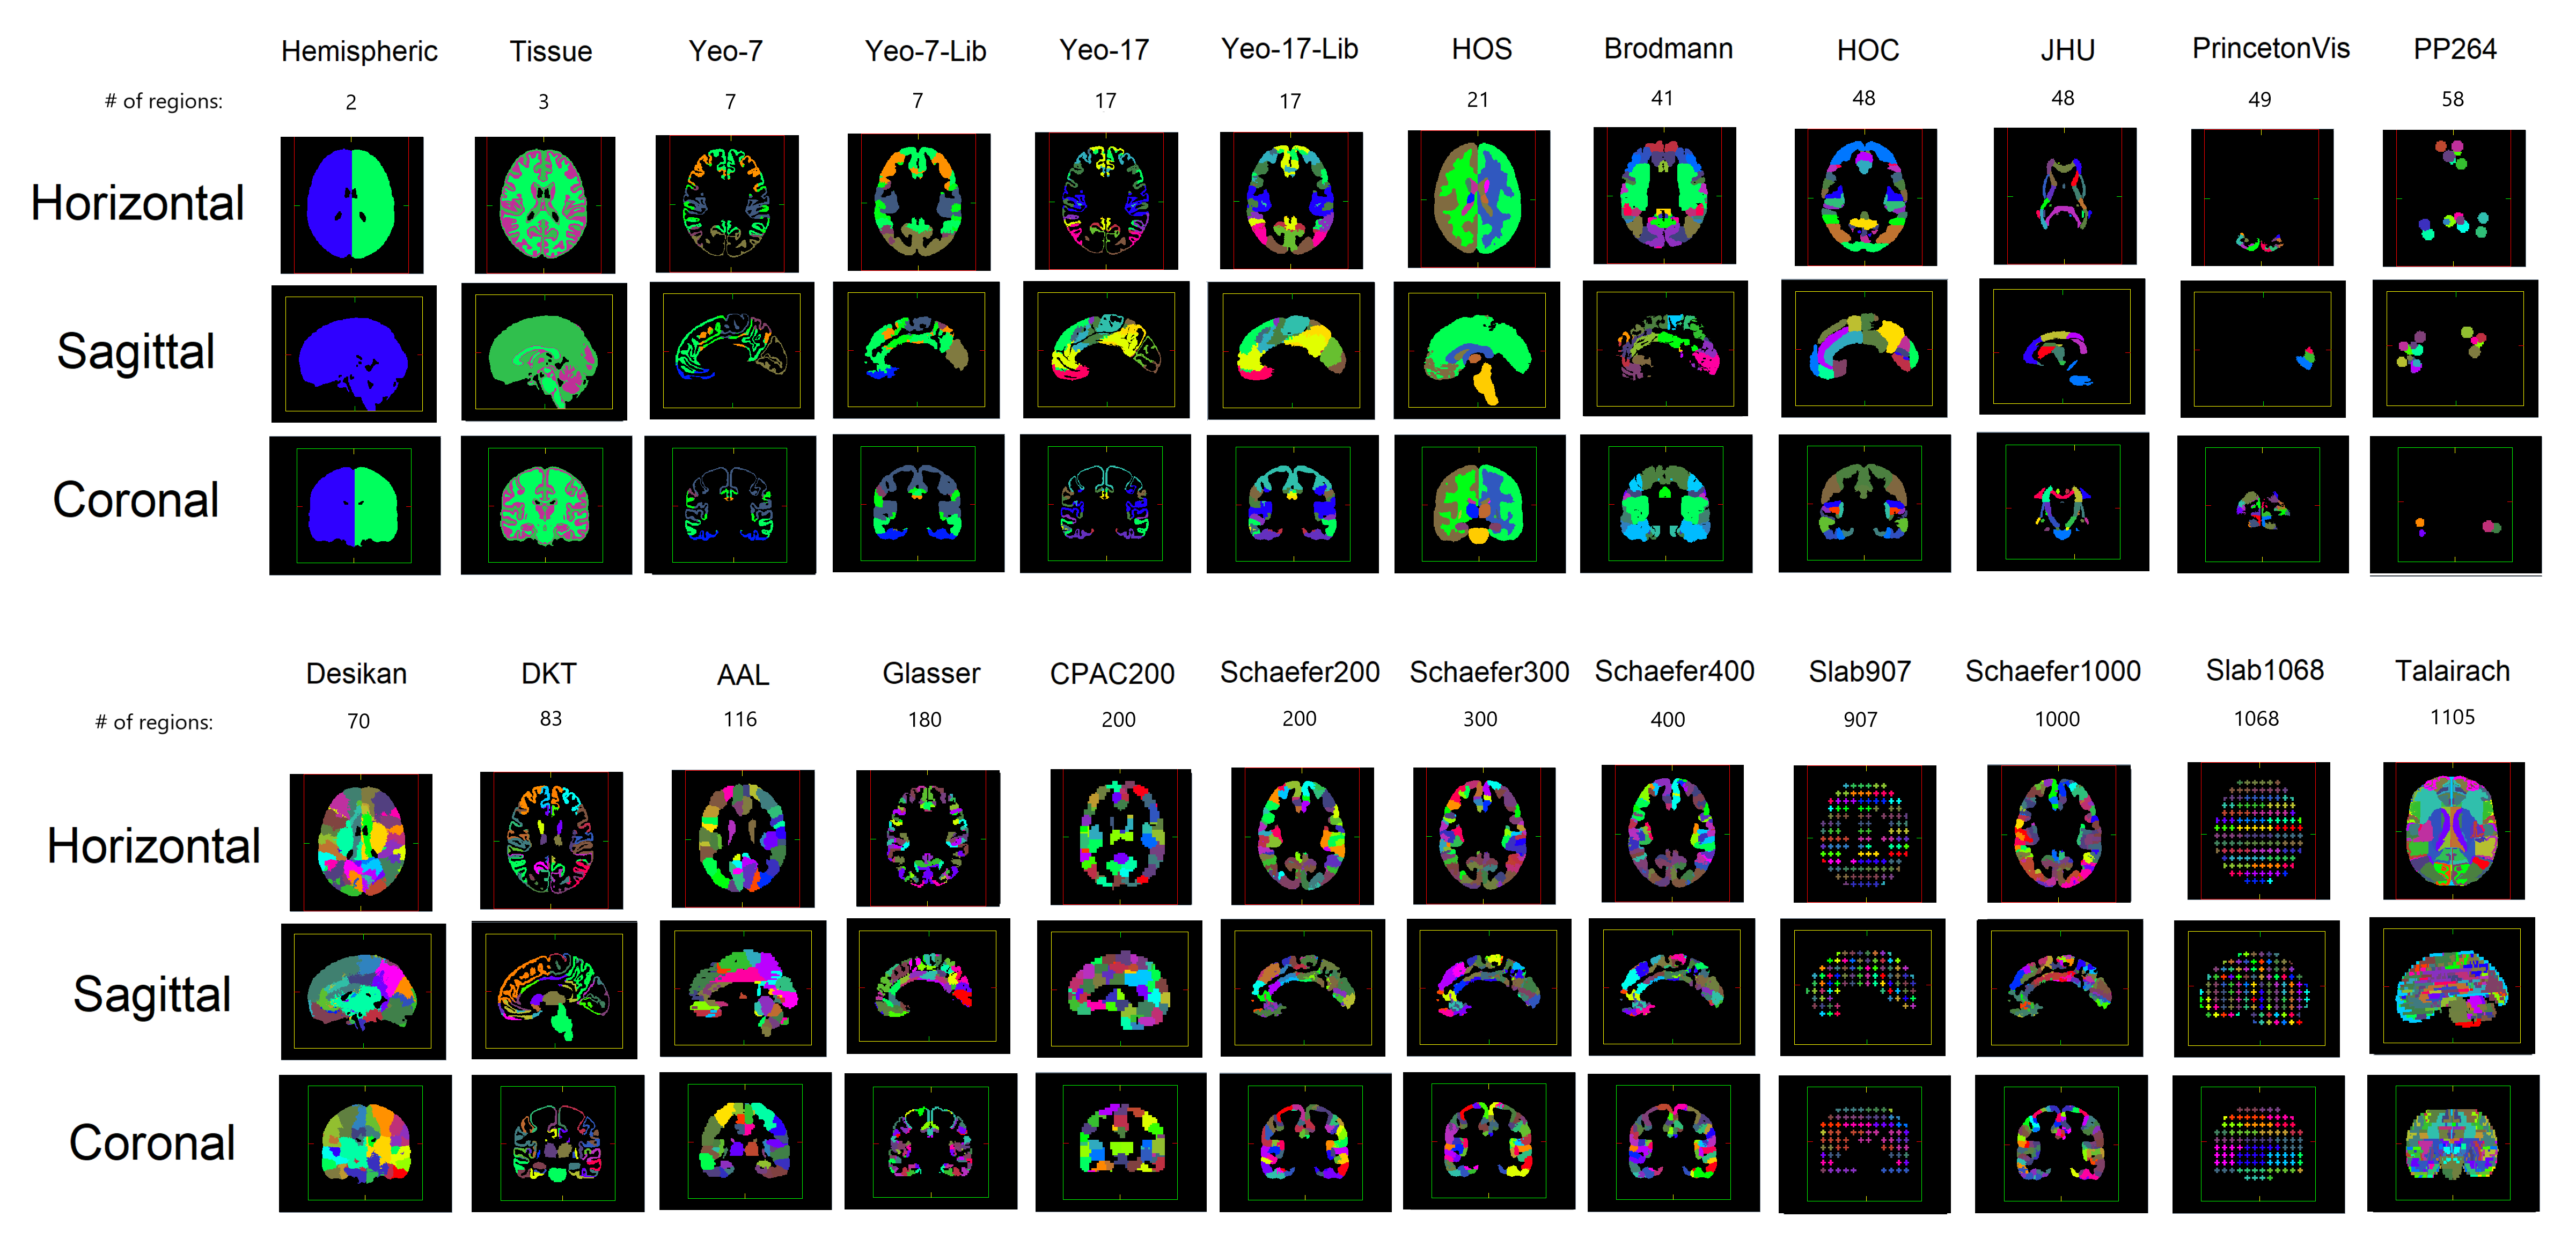 Hemispheric Tissue Yeo-7 Yeo-7-Lib Yeo-17 Yeo-17-Lib HOS Brodmann HOC JHU PrincetonVis PP264
# of regions: 2 3 7 7 17 17 21 41 48 48 49 58
Horizontal
Sagittal
Coronal
Desikan DKT AAL Glasser CPAC200 Schaefer200 Schaefer300 Schaefer400 Slab907 Schaefer1000 Slab1068 Talairach
# of regions: 70 83 116 180 200 200 300 400 907 1000 1068 1105
Horizontal
Sagittal
Coronal